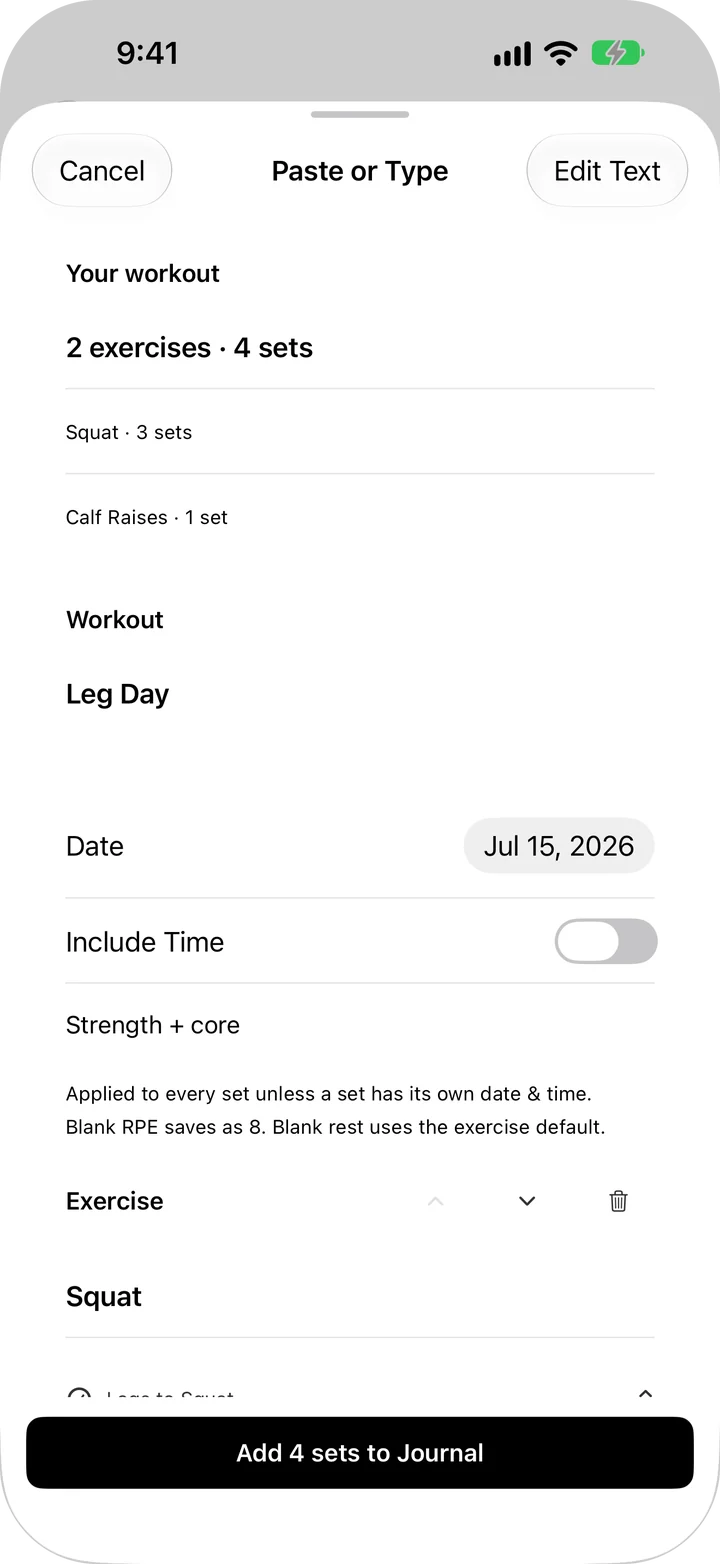 9:41
Cancel
Paste or Type
Edit Text
Your workout
2 exercises · 4 sets
Squat · 3 sets
Calf Raises · 1 set
Workout
Leg Day
Date
Jul 15, 2026
Include Time
Strength + core
Applied to every set unless a set has its own date & time.
Blank RPE saves as 8. Blank rest uses the exercise default.
Exercise
Squat
Logs to Squat
Add 4 sets to Journal